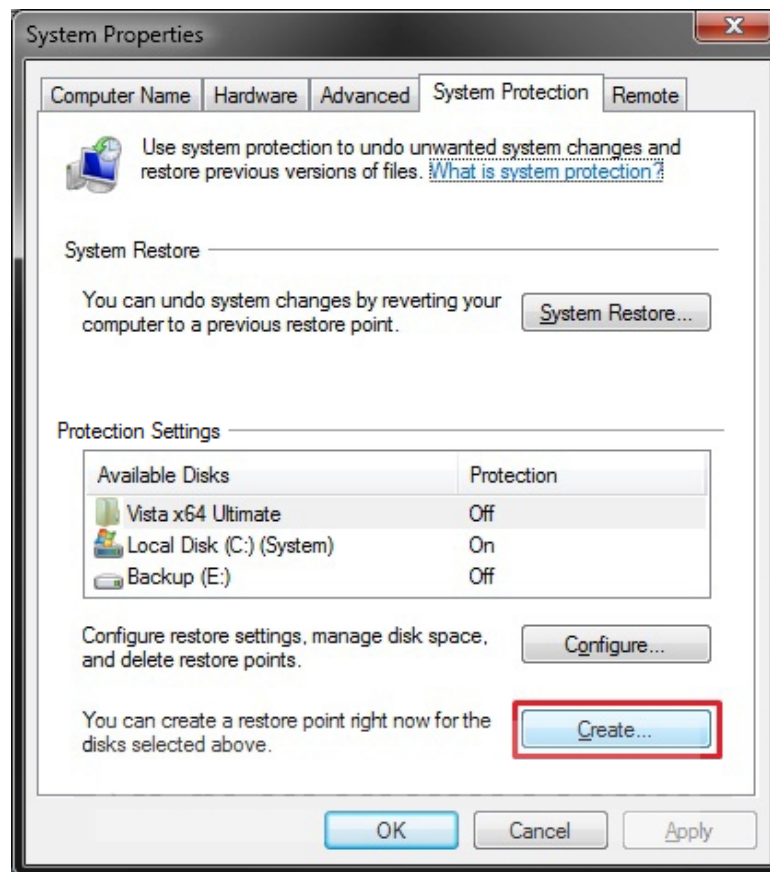 System Properties
Computer Name Hardware Advanced System Protection Remote
Use system protection to undo unwanted system changes and
restore previous versions of files. What is system protection?
System Restore
You can undo system changes by reverting your
computer to a previous restore point.
System Restore...
Protection Settings
Available Disks Protection
Vista x64 Ultimate Off
Local Disk (C:) (System) On
Backup (E:) Off
Configure restore settings, manage disk space,
and delete restore points.
Configure...
You can create a restore point right now for the
disks selected above.
Create...
OK Cancel Apply